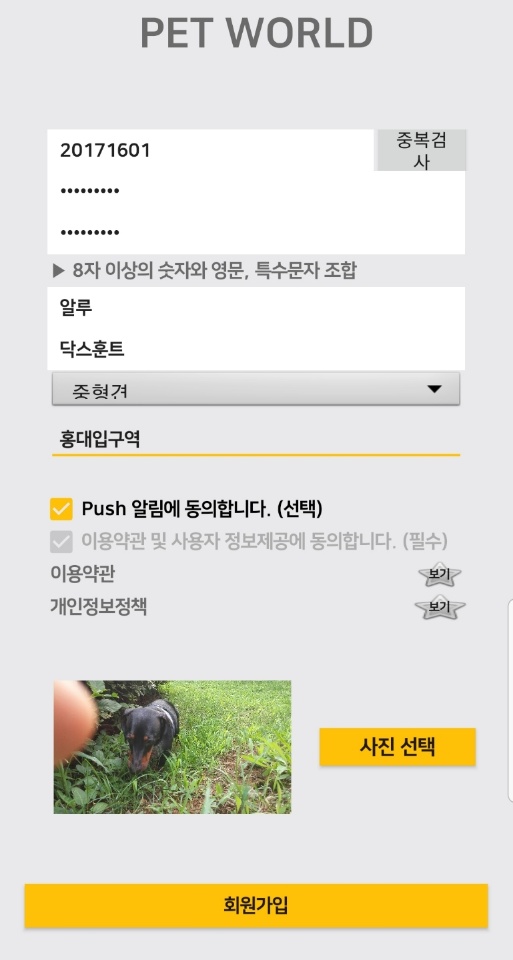 PET WORLD
20171601
중복검
사
•••••••••
•••••••••
▶ 8자 이상의 숫자와 영문, 특수문자 조합
알루
닥스훈트
중형견
홍대입구역
Push 알림에 동의합니다. (선택)
이용약관 및 사용자 정보제공에 동의합니다. (필수)
이용약관
보기
개인정보정책
보기
사진 선택
회원가입